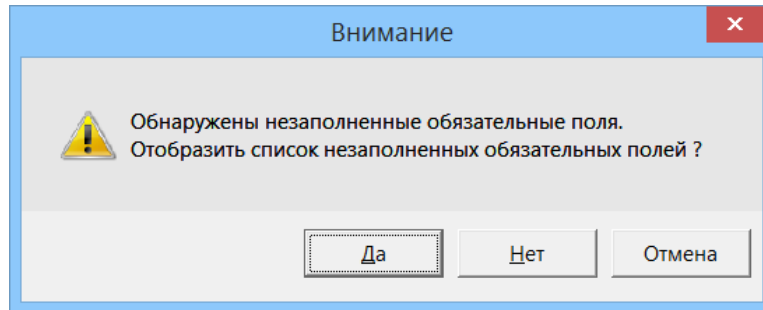 Внимание
Обнаружены незаполненные обязательные поля.
Отобразить список незаполненных обязательных полей ?
Да
Нет
Отмена